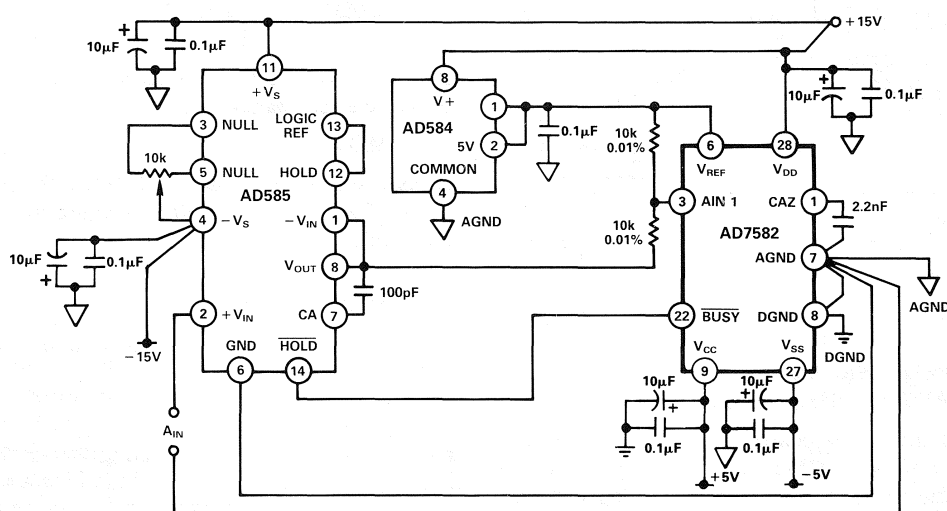 +15V
+
10μF
0.1μF
11
+VS
3
NULL
LOGIC
REF
13
10k
5
NULL
HOLD
12
AD585
4
−VS
−VIN
1
10μF
+
0.1μF
VOUT
8
100pF
2
+VIN
CA
7
−15V
GND
HOLD
6
14
AIN
8
V+
AD584
1
5V
2
COMMON
4
AGND
0.1μF
10k
0.01%
10k
0.01%
+
10μF
0.1μF
6
VREF
28
VDD
3
AIN 1
CAZ
1
2.2nF
AD7582
AGND
7
AGND
22
BUSY
DGND
8
DGND
VCC
9
VSS
27
10μF
+
0.1μF
+5V
10μF
+
0.1μF
−5V